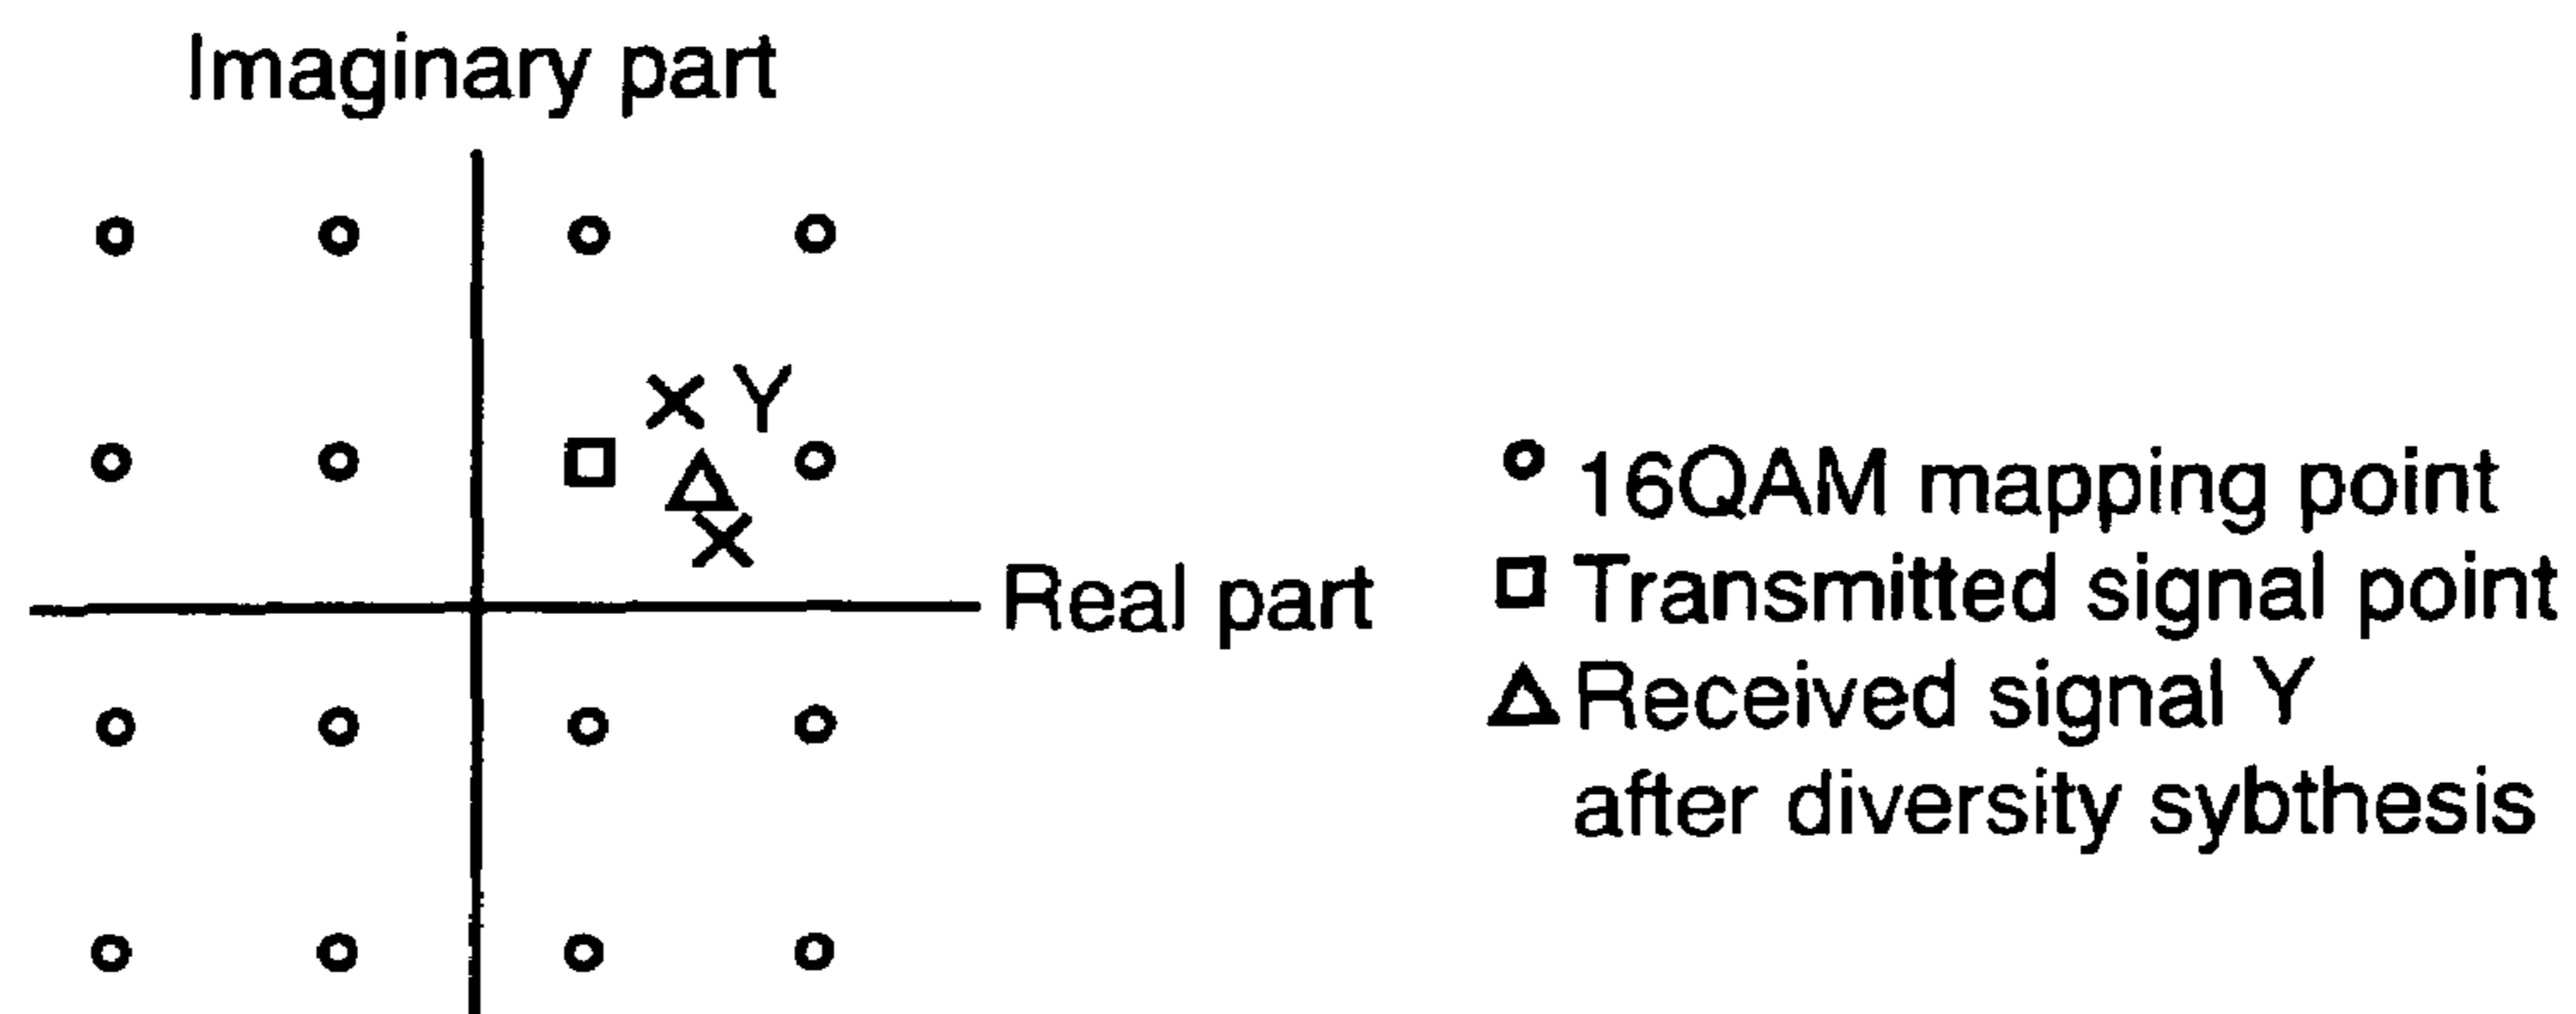 Imaginary part
Y
Real part
16QAM mapping point
Transmitted signal point
Received signal Y
after diversity sybthesis